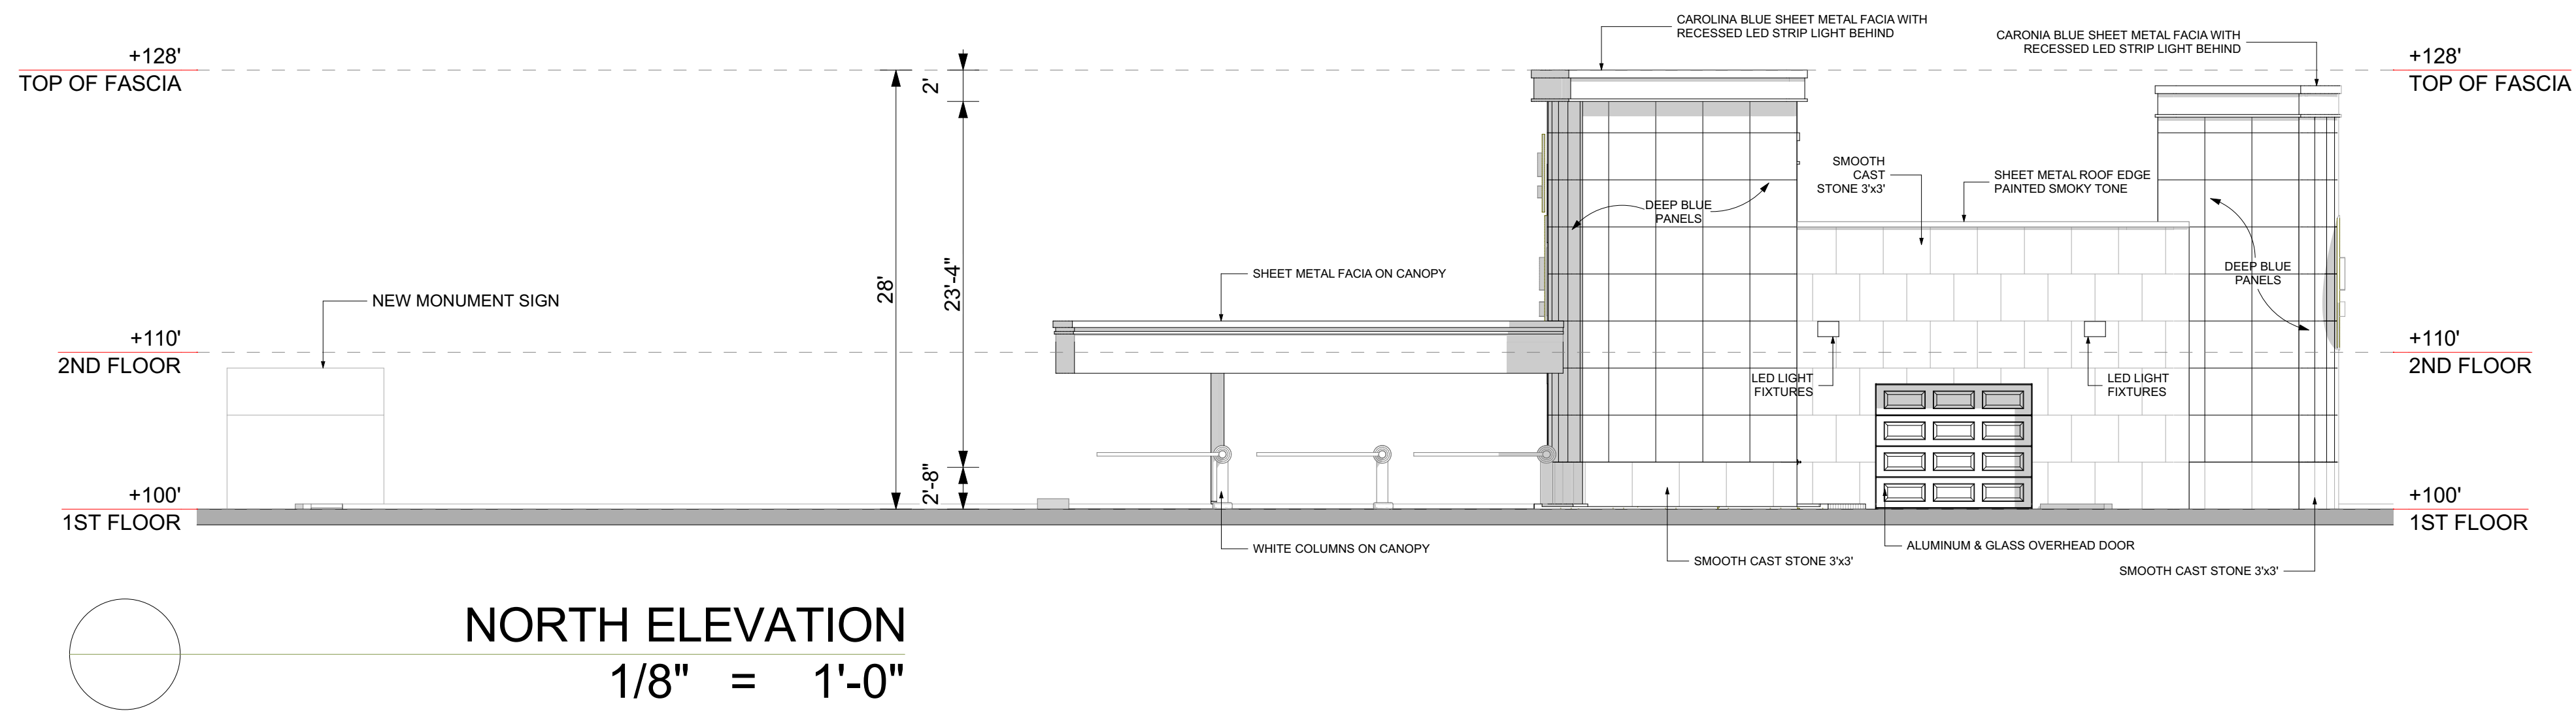 CAROLINA BLUE SHEET METAL FACIA WITH
RECESSED LED STRIP LIGHT BEHIND
CARONIA BLUE SHEET METAL FACIA WITH
RECESSED LED STRIP LIGHT BEHIND
+128'
TOP OF FASCIA
2'
+128'
TOP OF FASCIA
SMOOTH
CAST
STONE 3'x3'
SHEET METAL ROOF EDGE
PAINTED SMOKY TONE
DEEP BLUE
PANELS
28'
23'-4"
SHEET METAL FACIA ON CANOPY
DEEP BLUE
PANELS
NEW MONUMENT SIGN
+110'
2ND FLOOR
LED LIGHT
FIXTURES
LED LIGHT
FIXTURES
+110'
2ND FLOOR
2'-8"
+100'
1ST FLOOR
+100'
1ST FLOOR
WHITE COLUMNS ON CANOPY
SMOOTH CAST STONE 3'x3'
ALUMINUM & GLASS OVERHEAD DOOR
SMOOTH CAST STONE 3'x3'
NORTH ELEVATION
1/8" = 1'-0"